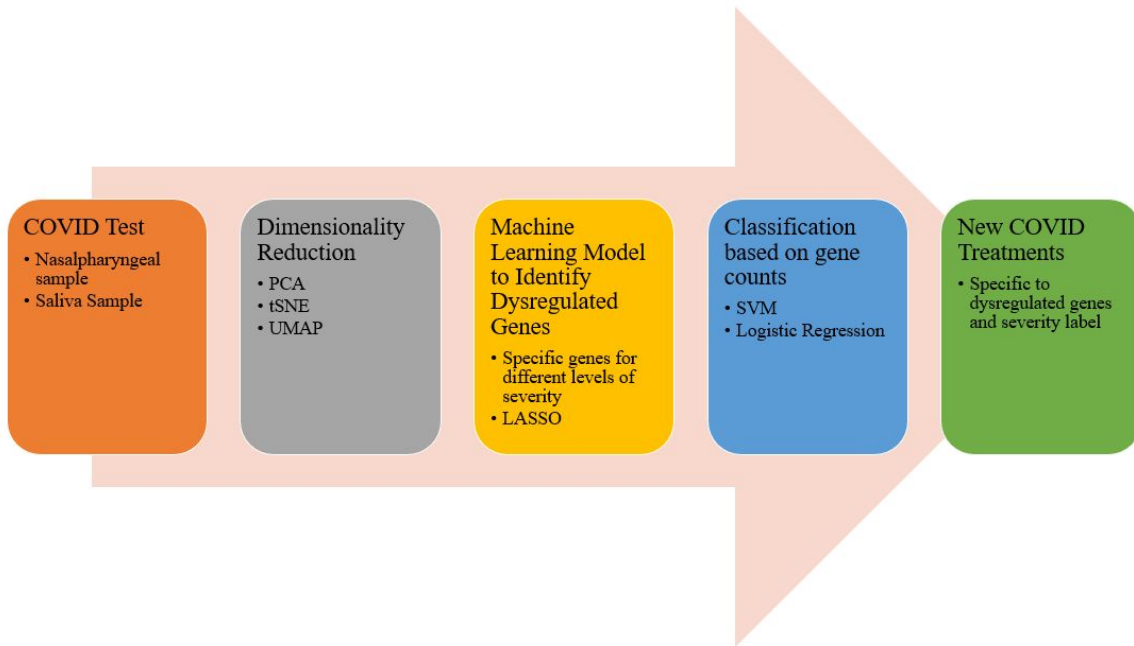 COVID Test
• Nasalpharyngeal
sample
• Saliva Sample
Dimensionality
Reduction
• PCA
• tSNE
• UMAP
Machine
Learning Model
to Identify
Dysregulated
Genes
• Specific genes for
different levels of
severity
• LASSO
Classification
based on gene
counts
• SVM
• Logistic Regression
New COVID
Treatments
• Specific to
dysregulated genes
and severity label